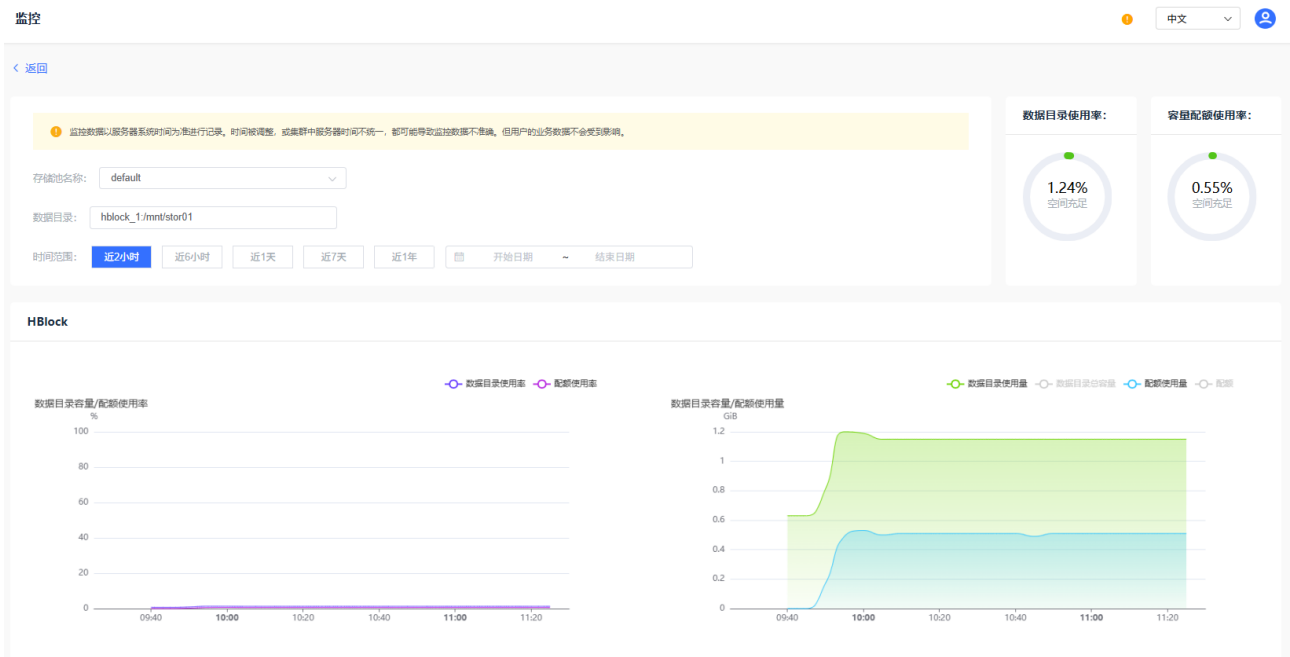 监控
中文
返回
监控数据以服务器系统时间为准进行记录。时间被调整，或集群中服务器时间不统一，都可能导致监控数据不准确。但用户的业务数据不会受到影响。
存储池名称： default
数据目录： hblock_1:/mnt/stor01
时间范围： 近2小时 近6小时 近1天 近7天 近1年 开始日期 ~ 结束日期
数据目录使用率：
1.24%
空间充足
容量配额使用率：
0.55%
空间充足
HBlock
数据目录使用率 配额使用率
数据目录容量/配额使用率
%
100
80
60
40
20
0
09:40 10:00 10:20 10:40 11:00 11:20
数据目录使用量 数据目录总容量 配额使用量 配额
数据目录容量/配额使用量
GiB
1.2
1
0.8
0.6
0.4
0.2
0
09:40 10:00 10:20 10:40 11:00 11:20